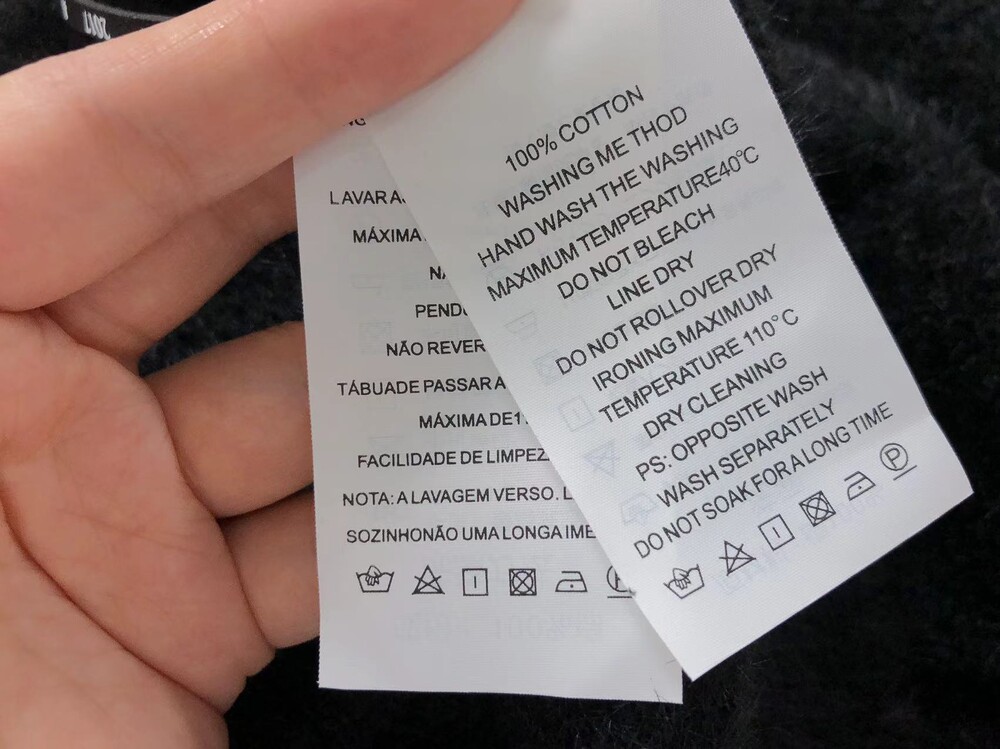 2017
LAVAR
MÁXIMA
PENDU
NÃO REVER
TÁBUADE PASSAR A
MÁXIMA DE
FACILIDADE DE LIMPEZ
NOTA: A LAVAGEM VERSO.
SOZINHONÃO UMA LONGA IME
100% COTTON
WASHING ME THOD
HAND WASH THE WASHING
MAXIMUM TEMPERATURE40°C
DO NOT BLEACH
LINE DRY
DO NOT ROLLOVER DRY
IRONING MAXIMUM
TEMPERATURE 110°C
DRY CLEANING
PS: OPPOSITE WASH
WASH SEPARATELY
DO NOT SOAK FOR A LONG TIME
P